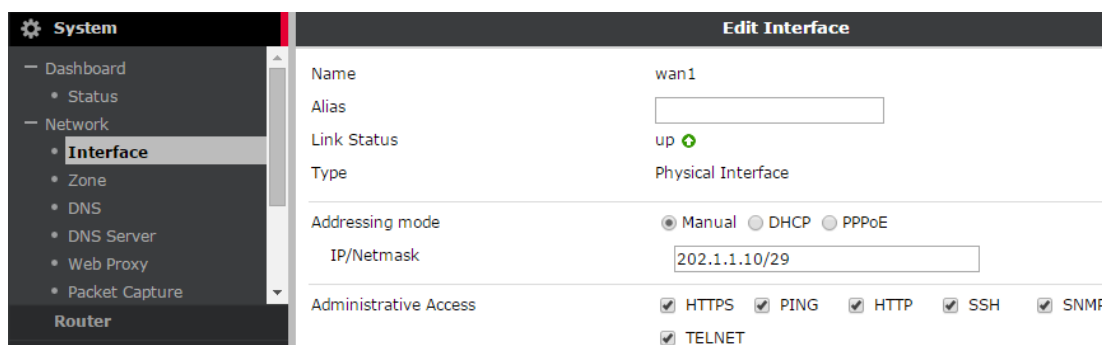 System
Dashboard
Status
Network
Interface
Zone
DNS
DNS Server
Web Proxy
Packet Capture
Router
Edit Interface
Name wan1
Alias
Link Status up
Type Physical Interface
Addressing mode Manual DHCP PPPoE
IP/Netmask 202.1.1.10/29
Administrative Access HTTPS PING HTTP SSH SNMP
TELNET